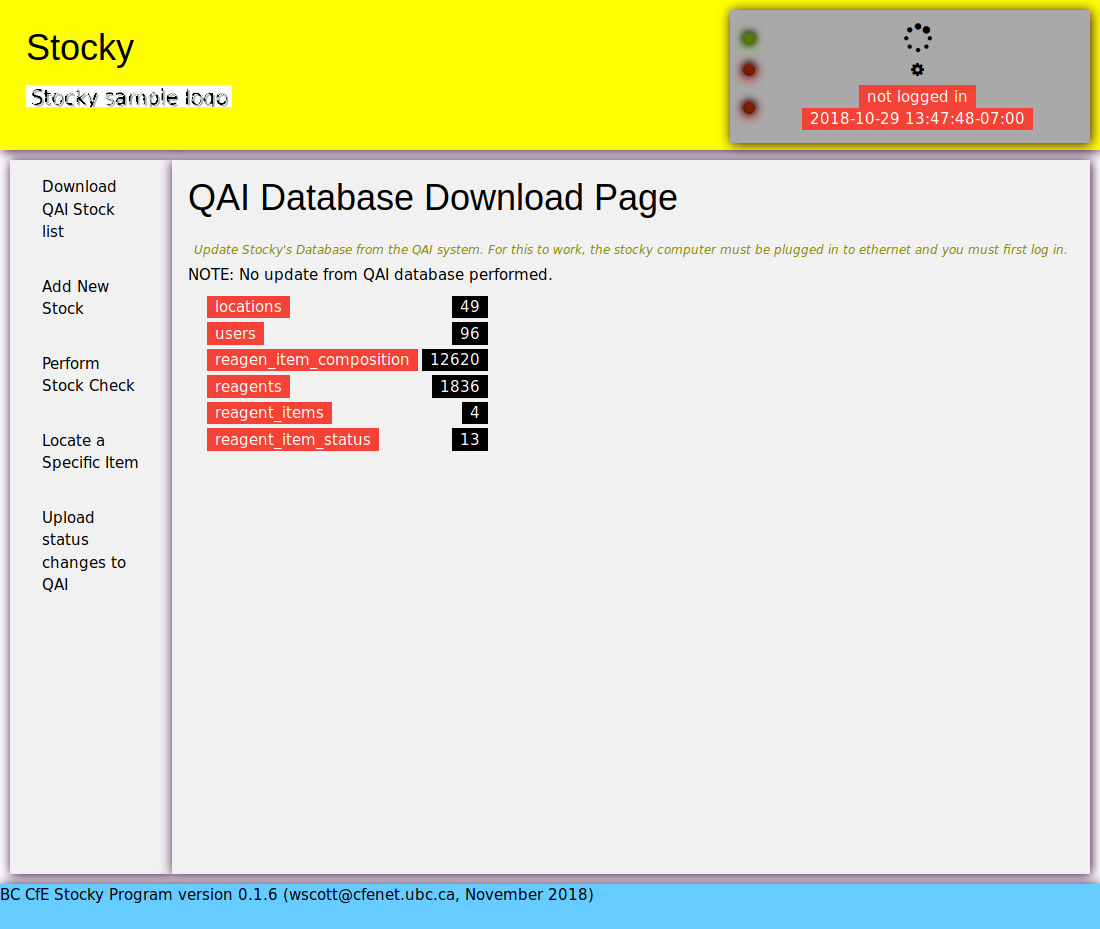 Stocky
Stocky sample logo
not logged in
2018-10-29 13:47:48-07:00
Download
QAI Stock
list
Add New
Stock
Perform
Stock Check
Locate a
Specific Item
Upload
status
changes to
QAI
QAI Database Download Page
Update Stocky's Database from the QAI system. For this to work, the stocky computer must be plugged in to ethernet and you must first log in.
NOTE: No update from QAI database performed.
locations 49
users 96
reagen_item_composition 12620
reagents 1836
reagent_items 4
reagent_item_status 13
BC CfE Stocky Program version 0.1.6 (wscott@cfenet.ubc.ca, November 2018)